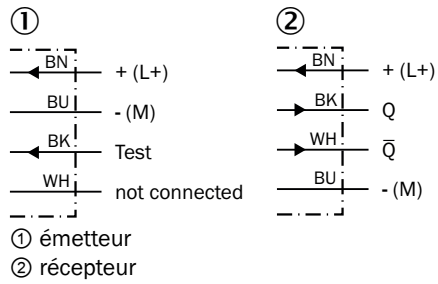 ①
BN + (L+)
BU - (M)
BK Test
WH not connected
②
BN + (L+)
BK Q
WH Q̅
BU - (M)
① émetteur
② récepteur